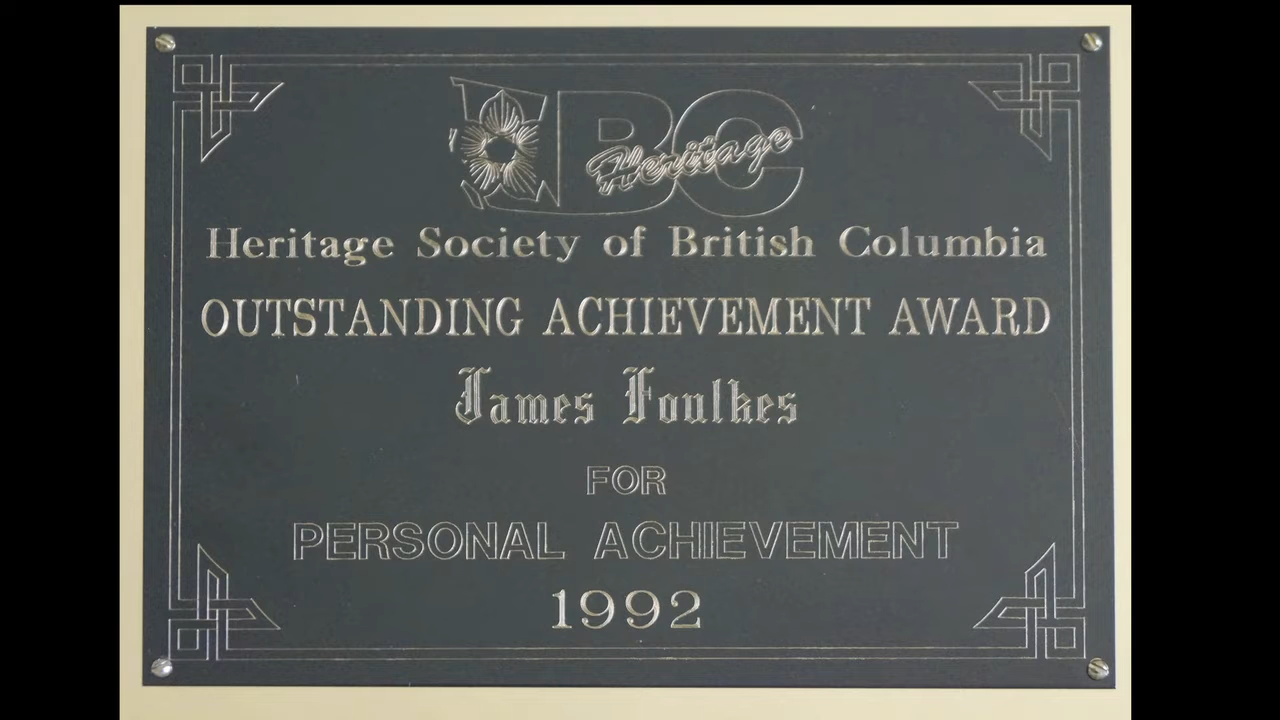 BC
Heritage
Heritage Society of British Columbia
OUTSTANDING ACHIEVEMENT AWARD
James Foulkes
FOR
PERSONAL ACHIEVEMENT
1992